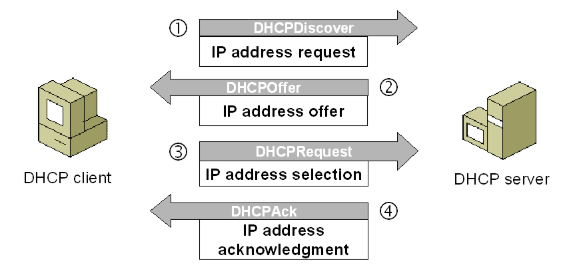 ① DHCPDiscover
IP address request
DHCPOffer ②
IP address offer
③ DHCPRequest
IP address selection
DHCP client
DHCP server
DHCPAck ④
IP address
acknowledgment